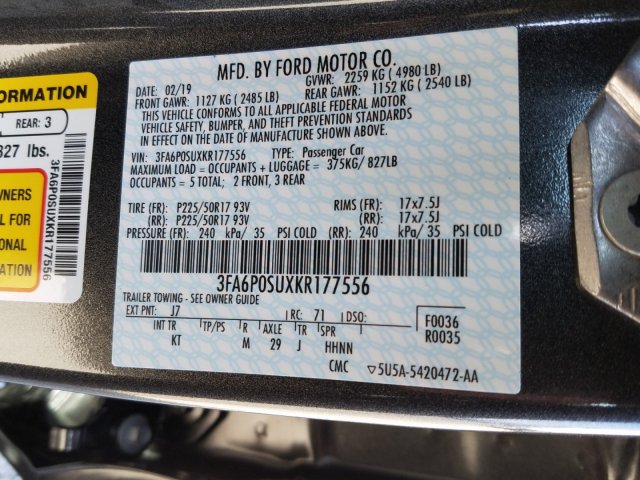 MFD. BY FORD MOTOR CO.
DATE: 02/19 GVWR: 2259 KG ( 4980 LB)
FRONT GAWR: 1127 KG ( 2485 LB) REAR GAWR: 1152 KG ( 2540 LB)
THIS VEHICLE CONFORMS TO ALL APPLICABLE FEDERAL MOTOR
VEHICLE SAFETY, BUMPER, AND THEFT PREVENTION STANDARDS
IN EFFECT ON THE DATE OF MANUFACTURE SHOWN ABOVE.
VIN: 3FA6P0SUXKR177556 TYPE: Passenger Car
MAXIMUM LOAD = OCCUPANTS + LUGGAGE = 375KG/ 827LB
OCCUPANTS = 5 TOTAL; 2 FRONT, 3 REAR
TIRE (FR): P225/50R17 93V RIMS (FR): 17x7.5J
(RR): P225/50R17 93V (RR): 17x7.5J
PRESSURE (FR): 240 kPa/ 35 PSI COLD (RR): 240 kPa/ 35 PSI COLD
3FA6P0SUXKR177556
TRAILER TOWING - SEE OWNER GUIDE
EXT PNT: J7 RC: 71 DSO: F0036
INT TR TP/PS R AXLE TR SPR R0035
KT M 29 J HHNN
CMC 5U5A-5420472-AA
FORMATION
REAR: 3
827 lbs.
WNERS
L FOR
ONAL
ON
3FA6P0SUXKR177556